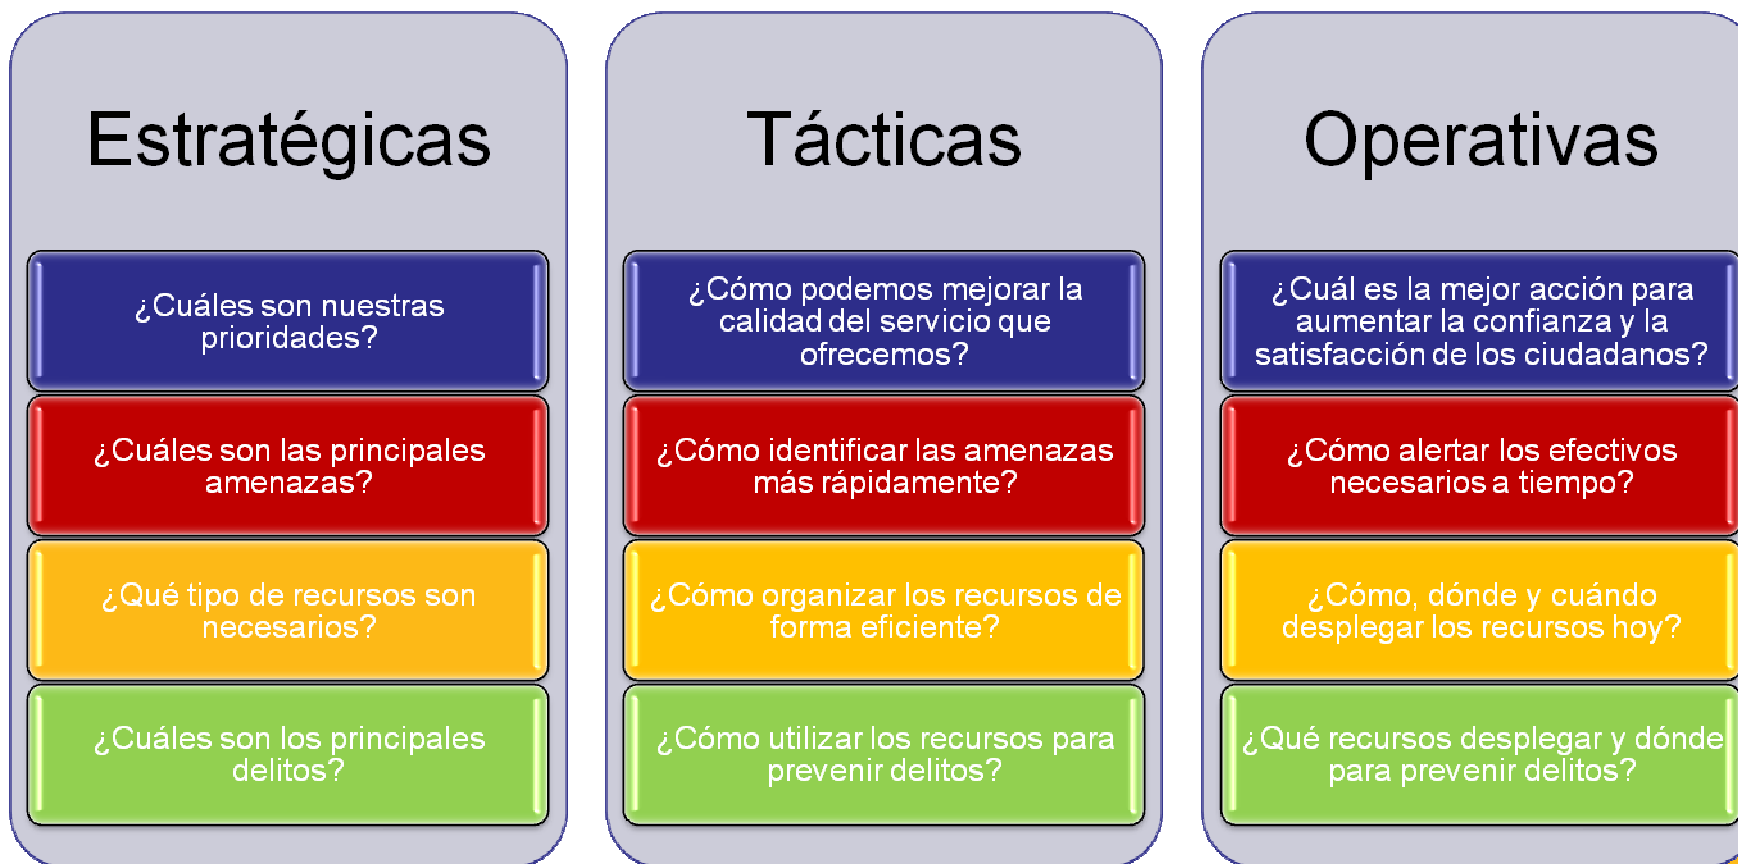 Estratégicas
¿Cuáles son nuestras
prioridades?
¿Cuáles son las principales
amenazas?
¿Qué tipo de recursos son
necesarios?
¿Cuáles son los principales
delitos?
Tácticas
¿Cómo podemos mejorar la
calidad del servicio que
ofrecemos?
¿Cómo identificar las amenazas
más rápidamente?
¿Cómo organizar los recursos de
forma eficiente?
¿Cómo utilizar los recursos para
prevenir delitos?
Operativas
¿Cuál es la mejor acción para
aumentar la confianza y la
satisfacción de los ciudadanos?
¿Cómo alertar los efectivos
necesarios a tiempo?
¿Cómo, dónde y cuándo
desplegar los recursos hoy?
¿Qué recursos desplegar y dónde
para prevenir delitos?